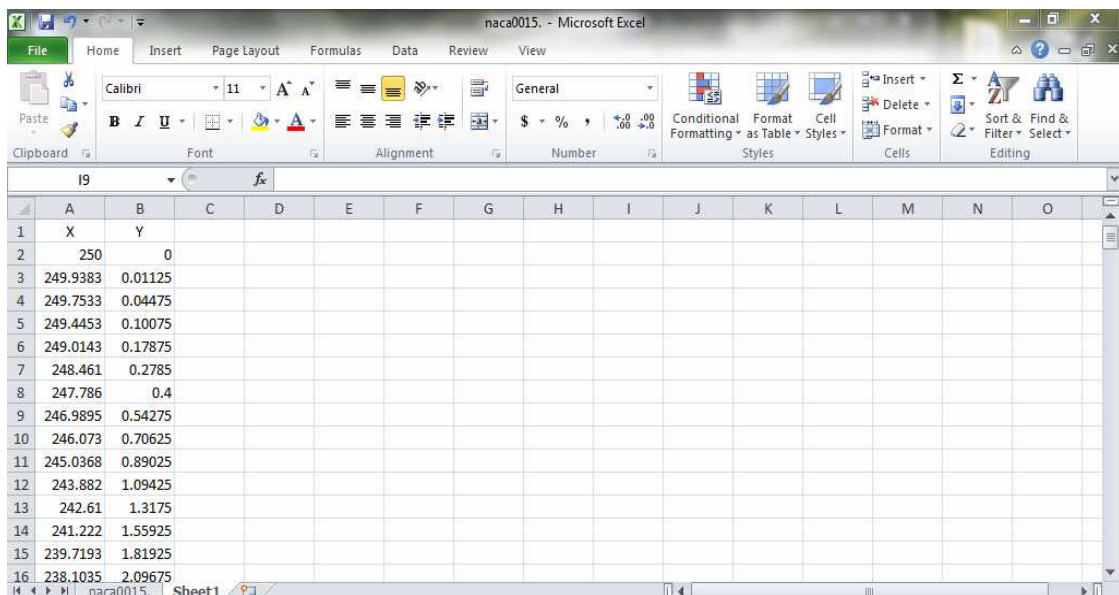 naca0015. - Microsoft Excel
File Home Insert Page Layout Formulas Data Review View
Calibri 11 General Insert
Delete
Format
Paste
B I U $ % , Conditional Formatting Format as Table Cell Styles Sort & Filter Find & Select
Clipboard Font Alignment Number Styles Cells Editing
I9 fx
A B C D E F G H I J K L M N O
1 X Y
2 250 0
3 249.9383 0.01125
4 249.7533 0.04475
5 249.4453 0.10075
6 249.0143 0.17875
7 248.461 0.2785
8 247.786 0.4
9 246.9895 0.54275
10 246.073 0.70625
11 245.0368 0.89025
12 243.882 1.09425
13 242.61 1.3175
14 241.222 1.55925
15 239.7193 1.81925
16 238.1035 2.09675
naca0015. Sheet1